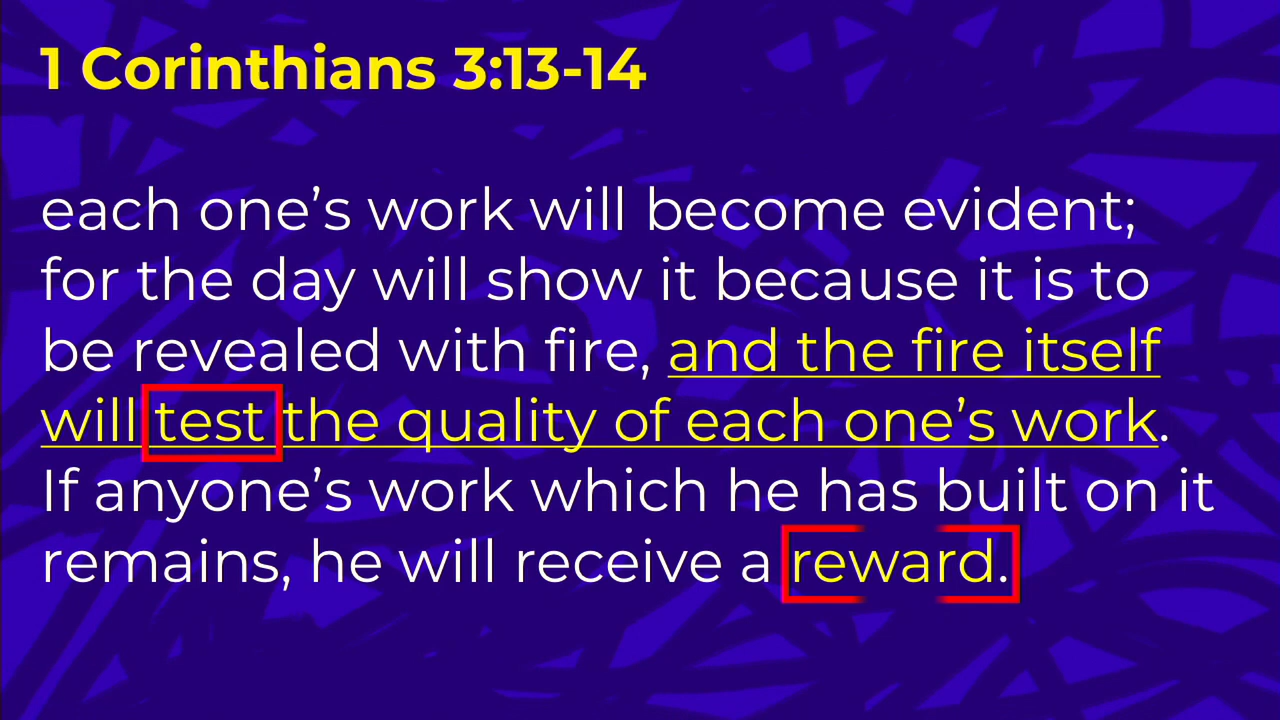 1 Corinthians 3:13-14
each one’s work will become evident;
for the day will show it because it is to
be revealed with fire, and the fire itself
will test the quality of each one’s work.
If anyone’s work which he has built on it
remains, he will receive a reward.